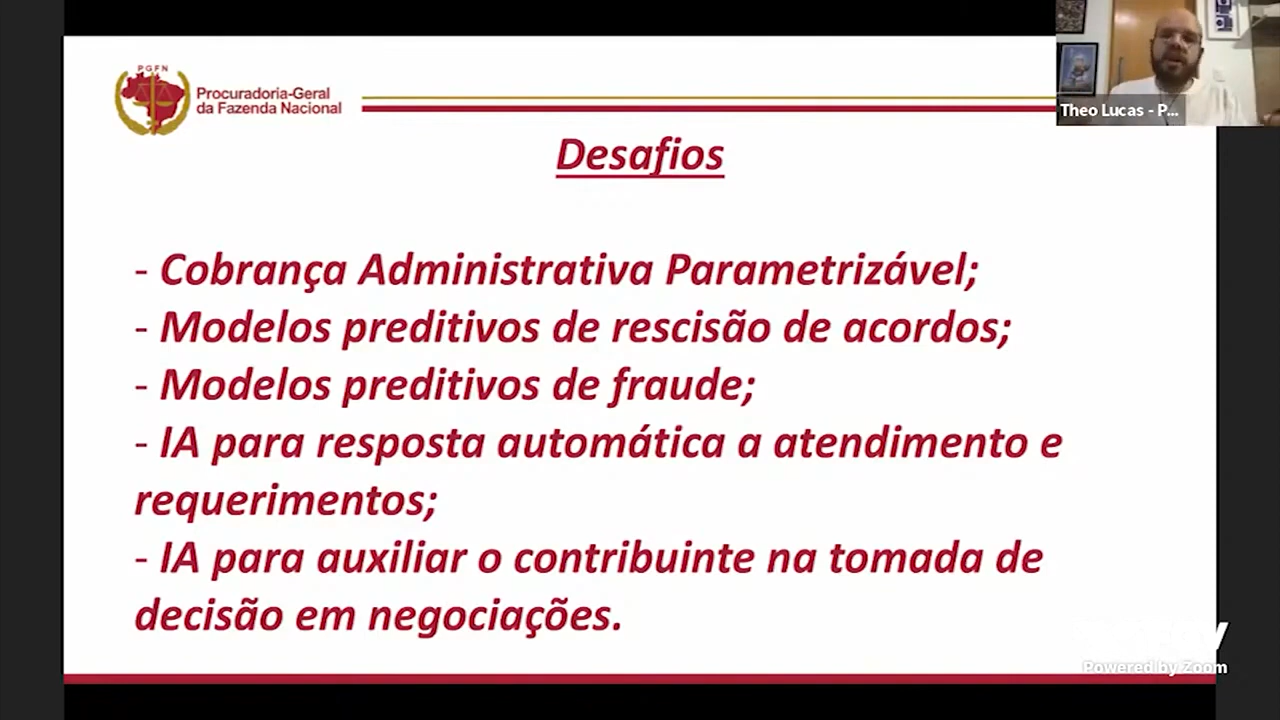 PGFN
Procuradoria-Geral
da Fazenda Nacional
Theo Lucas - P...
Desafios
- Cobrança Administrativa Parametrizável;
- Modelos preditivos de rescisão de acordos;
- Modelos preditivos de fraude;
- IA para resposta automática a atendimento e
requerimentos;
- IA para auxiliar o contribuinte na tomada de
decisão em negociações.
Powered by Zoom